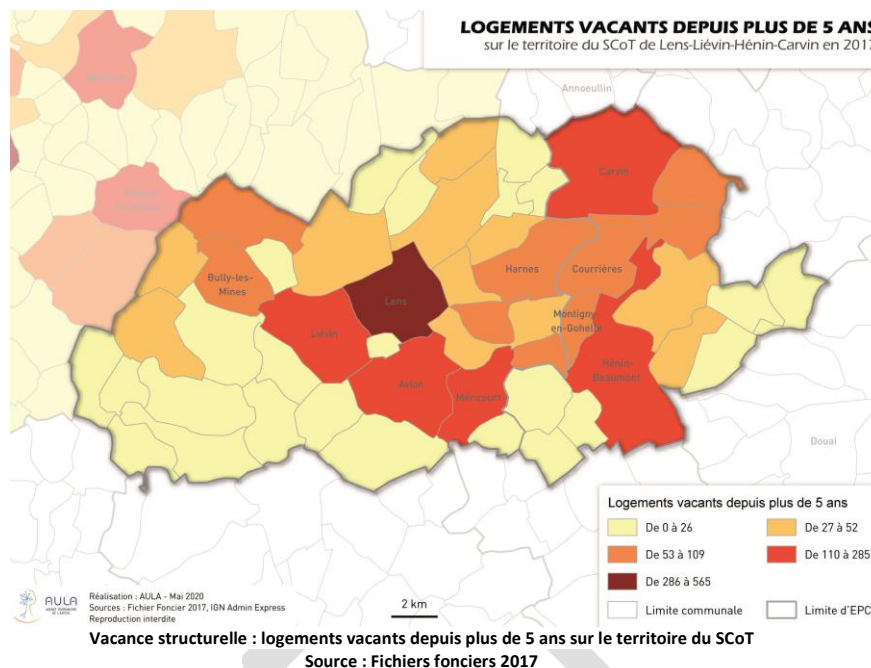 LOGEMENTS VACANTS DEPUIS PLUS DE 5 ANS
sur le territoire du SCoT de Lens-Liévin-Hénin-Carvin en 2017
Annoeullin
Carvin
Harnes
Courrières
Bully-les-
Mines
Lens
Liévin
Montigny-
en-Gohelle
Hénin-
Beaumont
Avion
Méricourt
Douai
Logements vacants depuis plus de 5 ans
De 0 à 26
De 27 à 52
De 53 à 109
De 110 à 285
De 286 à 565
Limite communale
Limite d'EPC
AULA
Réalisation : AULA - Mai 2020
Sources : Fichier Foncier 2017, IGN Admin Express
Reproduction interdite
2 km
Vacance structurelle : logements vacants depuis plus de 5 ans sur le territoire du SCoT
Source : Fichiers fonciers 2017